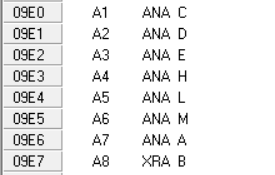 09E0 A1 ANA C
09E1 A2 ANA D
09E2 A3 ANA E
09E3 A4 ANA H
09E4 A5 ANA L
09E5 A6 ANA M
09E6 A7 ANA A
09E7 A8 XRA B